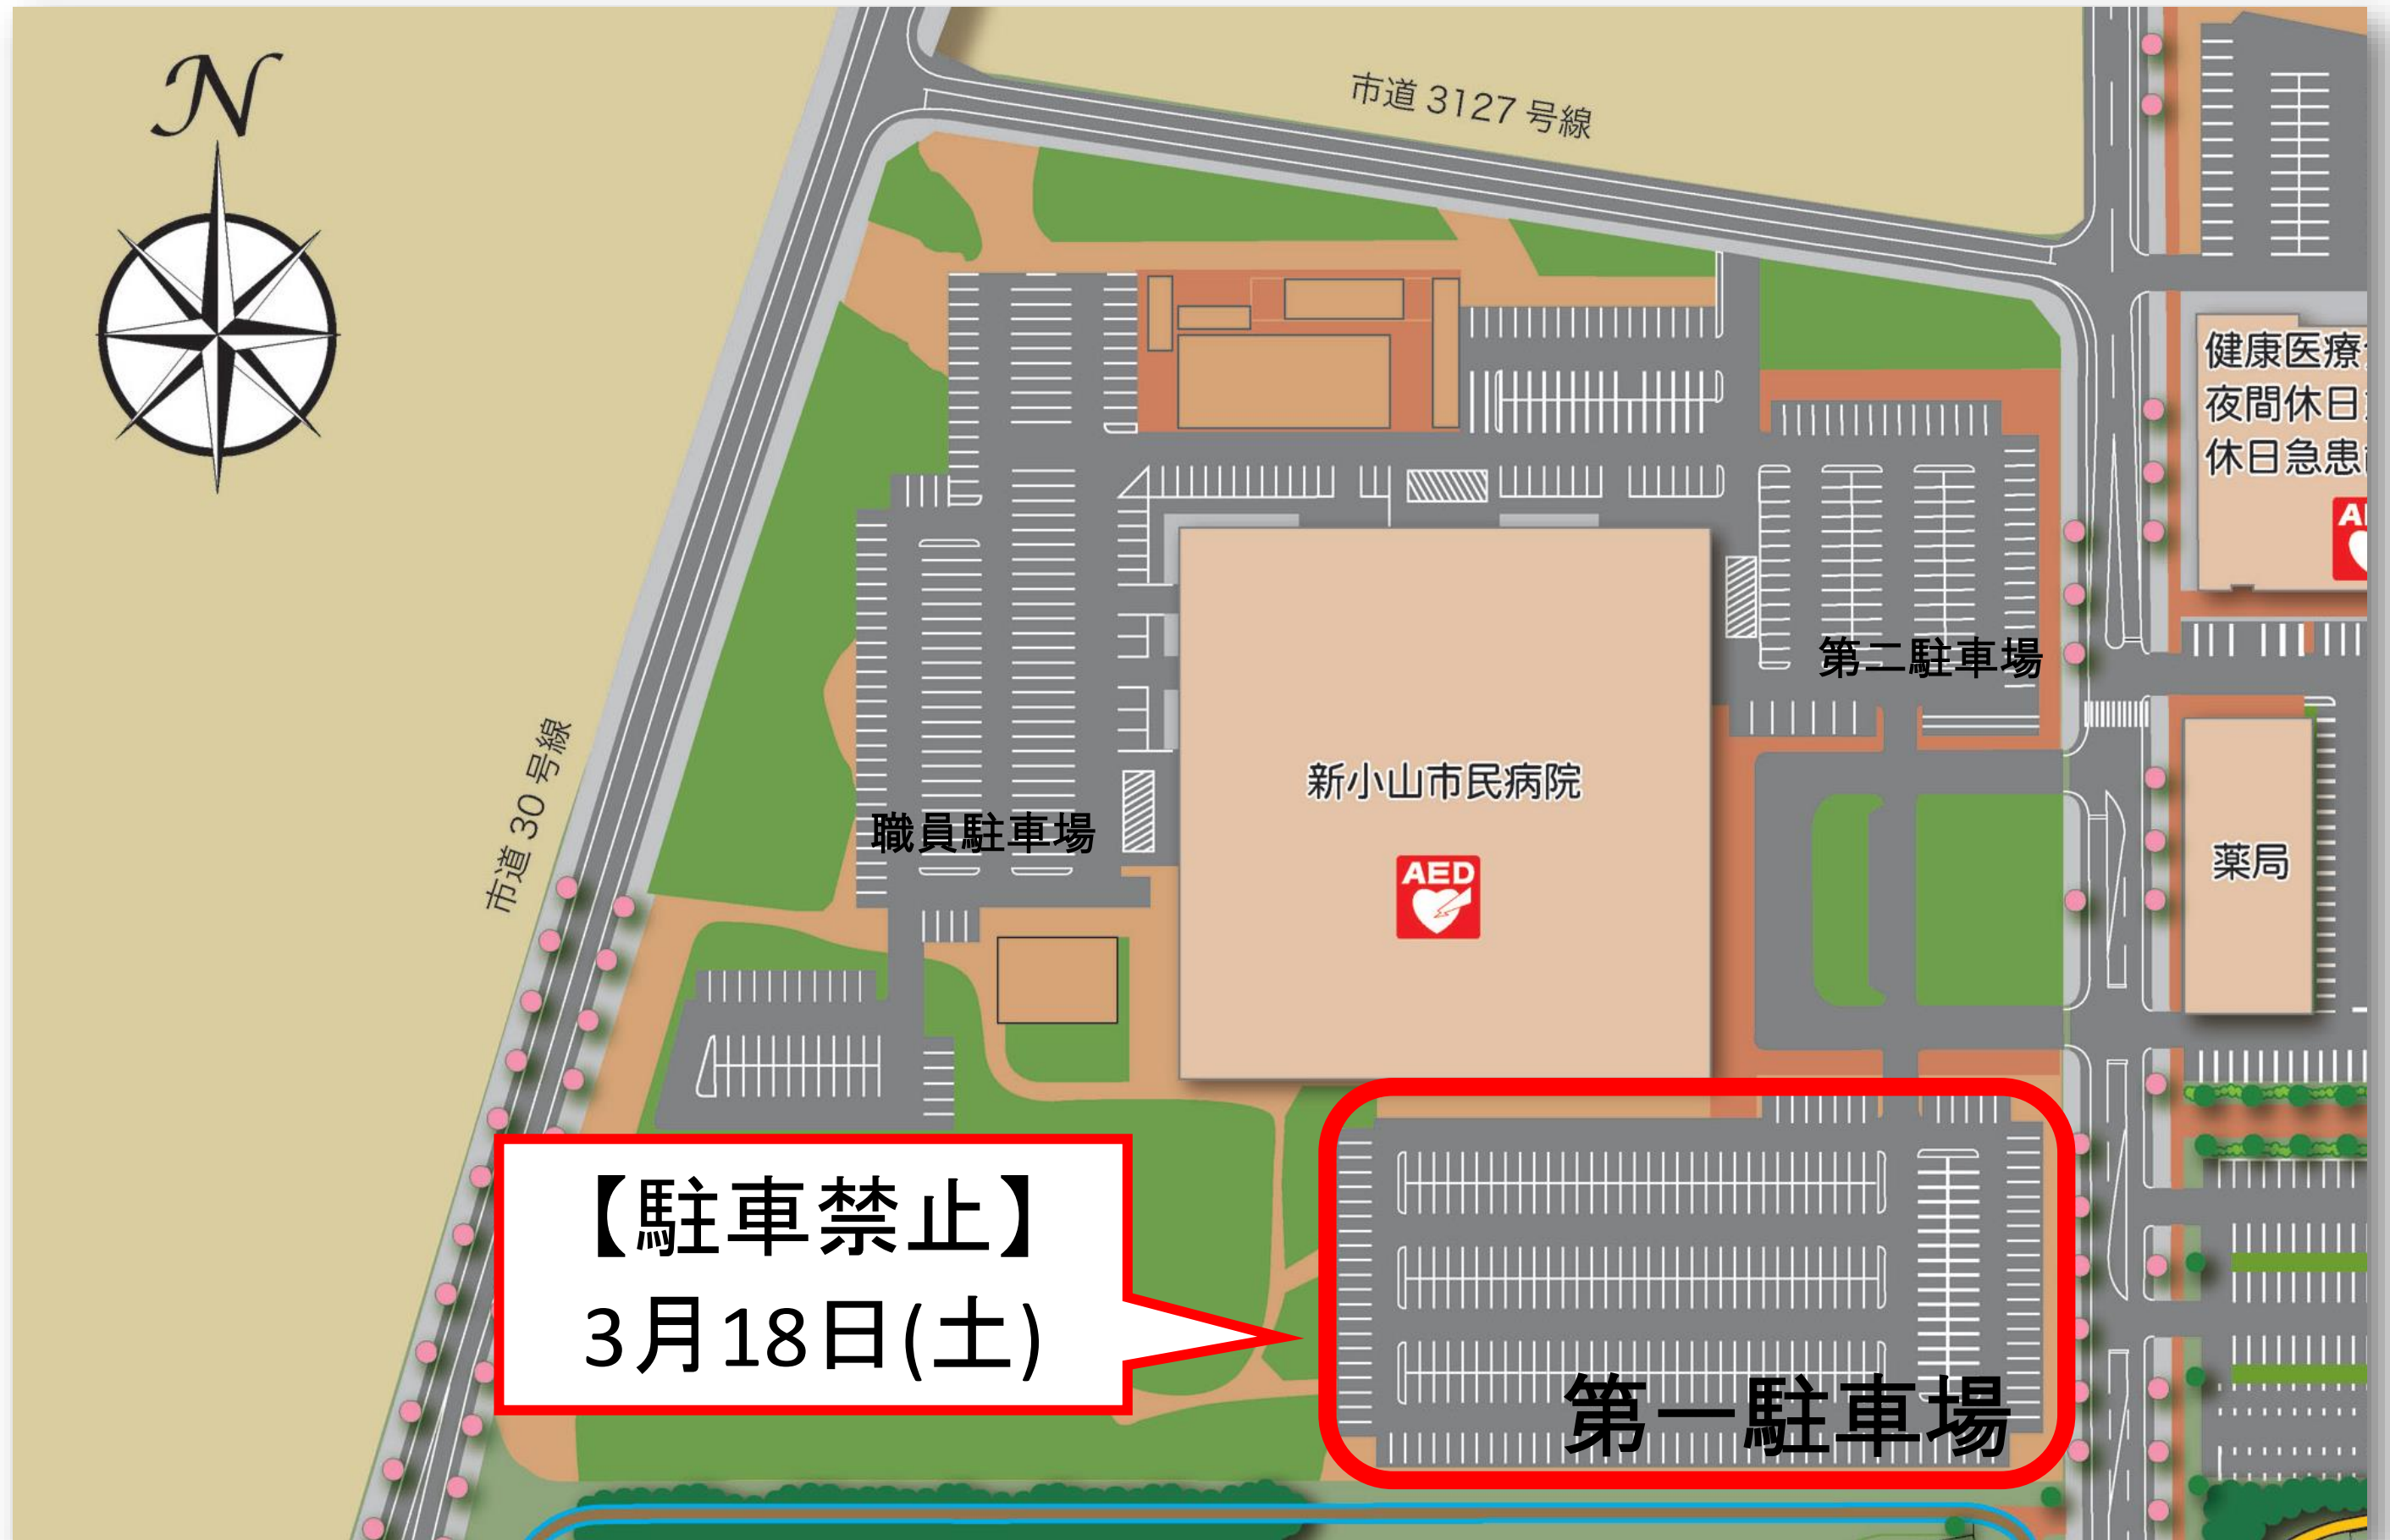 N
市道 3127 号線
健康医療
夜間休日
休日急患
AED
第二駐車場
市道 30 号線
新小山市民病院
職員駐車場
AED
薬局
【駐車禁止】
3月18日(土)
第一駐車場